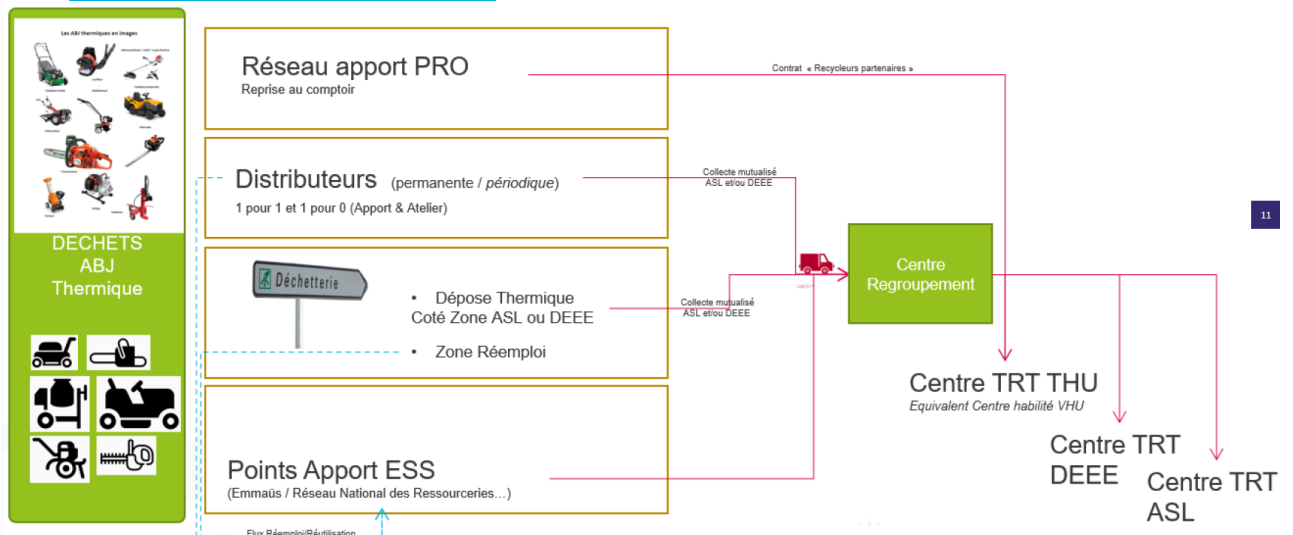 Les ABJ thermiques en images
DECHETS
ABJ
Thermique
Réseau apport PRO
Reprise au comptoir
Contrat « Recycleurs partenaires »
Distributeurs (permanente / périodique)
1 pour 1 et 1 pour 0 (Apport & Atelier)
Collecte mutualisé
ASL et/ou DEEE
Déchetterie
• Dépose Thermique
Coté Zone ASL ou DEEE
• Zone Réemploi
Collecte mutualisé
ASL et/ou DEEE
Points Apport ESS
(Emmaüs / Réseau National des Ressourceries...)
Flux Réemploi/Réutilisation
Centre
Regroupement
11
Centre TRT THU
Equivalent Centre habilité VHU
Centre TRT
DEEE
Centre TRT
ASL